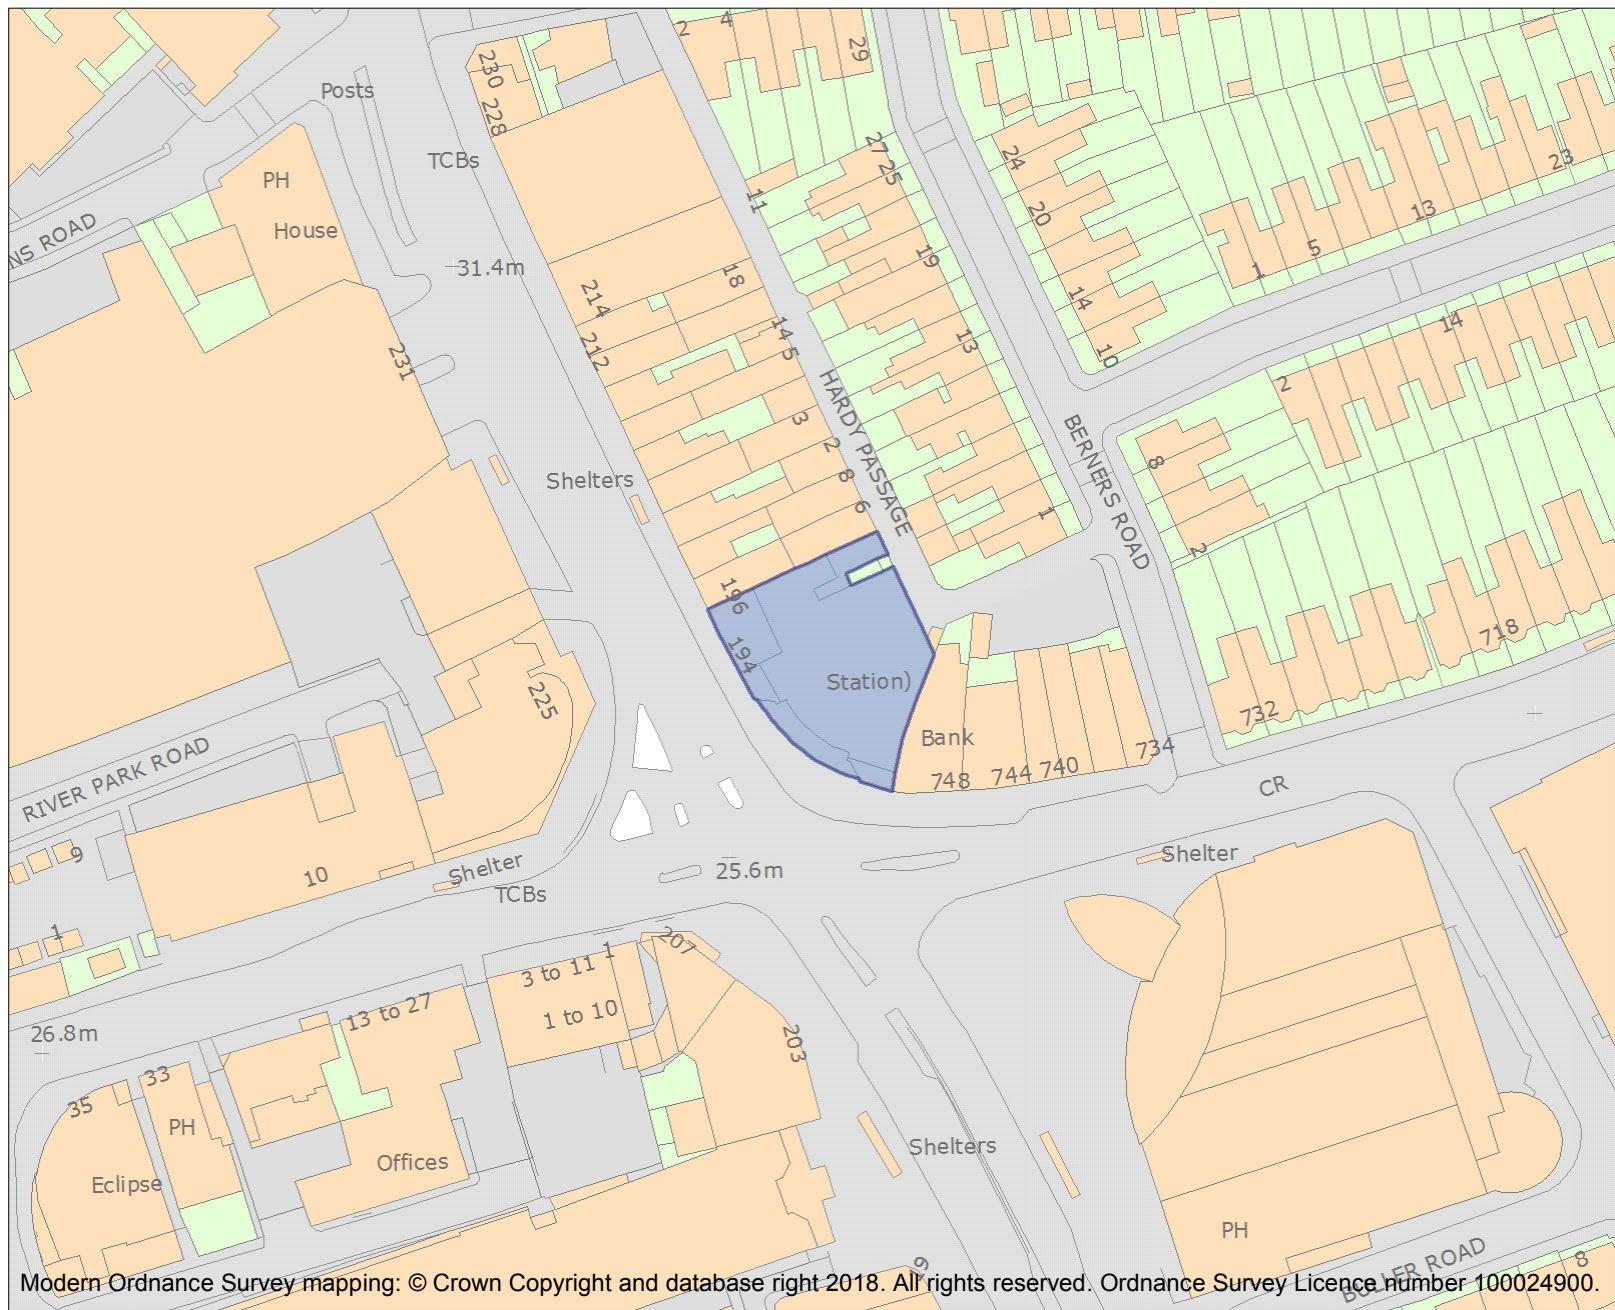 2
4
29
230
228
Posts
TCBs
PH
House
NS ROAD
31.4m
231
11
27
25
24
20
14
10
19
13
1
1
5
13
23
18
214
212
14
5
3
2
8
6
HARDY PASSAGE
BERNERS ROAD
2
14
8
2
Shelters
196
194
Station)
718
732
225
Bank
748
744
740
734
CR
RIVER PARK ROAD
9
10
Shelter
TCBs
25.6m
Shelter
1
207
3 to 11
1
1 to 10
13 to 27
203
26.8m
33
35
PH
Eclipse
Offices
Shelters
PH
BULLER ROAD
8
19
Modern Ordnance Survey mapping: © Crown Copyright and database right 2018. All rights reserved. Ordnance Survey Licence number 100024900.